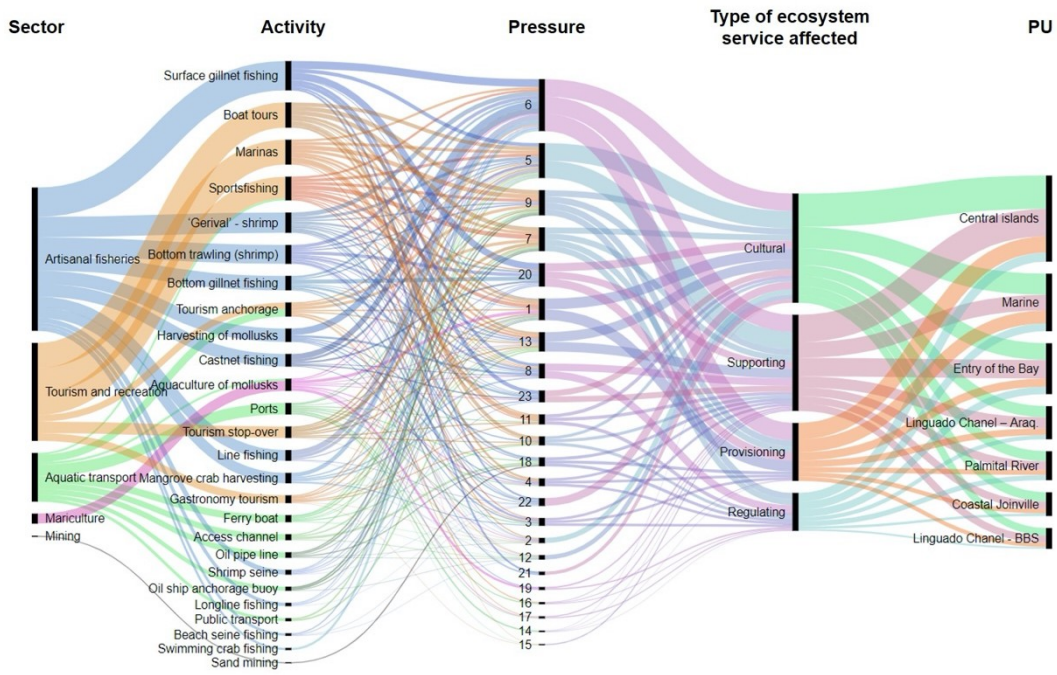 Sector
Activity
Pressure
Type of ecosystem
service affected
PU
Artisanal fisheries
Tourism and recreation
Aquatic transport
Mariculture
Mining
Surface gillnet fishing
Boat tours
Marinas
Sportsfishing
‘Gerival’ - shrimp
Bottom trawling (shrimp)
Bottom gillnet fishing
Tourism anchorage
Harvesting of mollusks
Castnet fishing
Aquaculture of mollusks
Ports
Tourism stop-over
Line fishing
Mangrove crab harvesting
Gastronomy tourism
Ferry boat
Access channel
Oil pipe line
Shrimp seine
Oil ship anchorage buoy
Longline fishing
Public transport
Beach seine fishing
Swimming crab fishing
Sand mining
6
5
9
7
20
1
13
8
23
11
10
18
4
22
3
2
12
21
19
16
17
14
15
Cultural
Supporting
Provisioning
Regulating
Central islands
Marine
Entry of the Bay
Linguado Chanel – Araq.
Palmital River
Coastal Joinville
Linguado Chanel - BBS